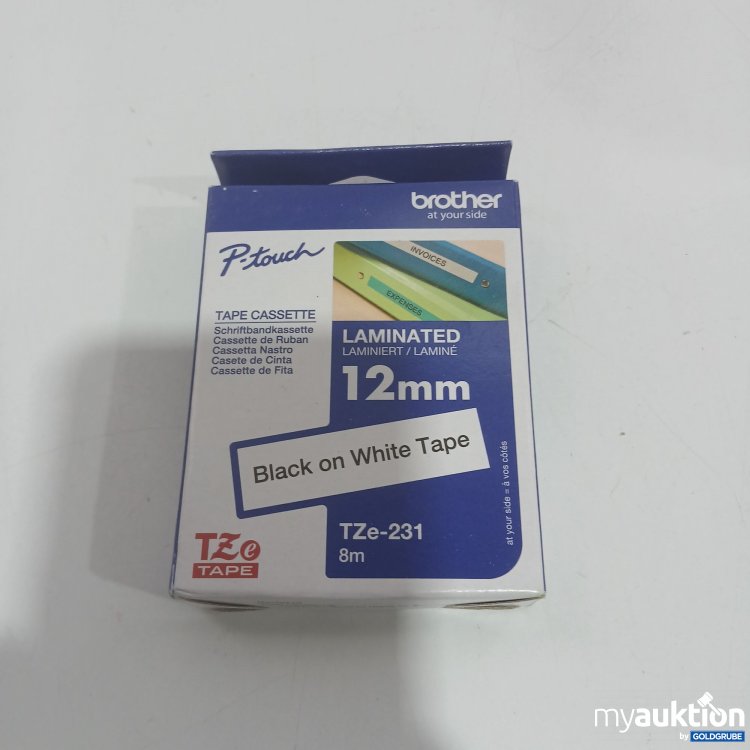 brother
at your side
P-touch
INVOICES
EXPENSES
TAPE CASSETTE
Schriftbandkassette
Cassette de Ruban
Cassetta Nastro
Casete de Cinta
Cassette de Fita
LAMINATED
LAMINIERT / LAMINÉ
12mm
Black on White Tape
at your side = à vos côtés
TZe-231
8m
TZe
TAPE
myauktion
by GOLDGRUBE